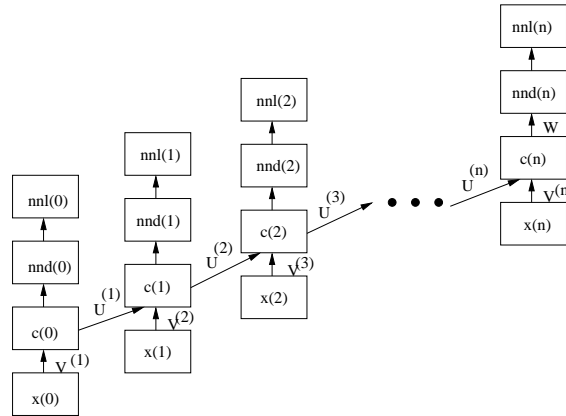 nnl(n)
nnd(n)
W
c(n)
U(n)
V(n
x(n)
nnl(2)
nnd(2)
c(2)
U(3)
V(3)
x(2)
nnl(1)
nnd(1)
c(1)
U(2)
V(2)
x(1)
nnl(0)
nnd(0)
c(0)
U(1)
V(1)
x(0)